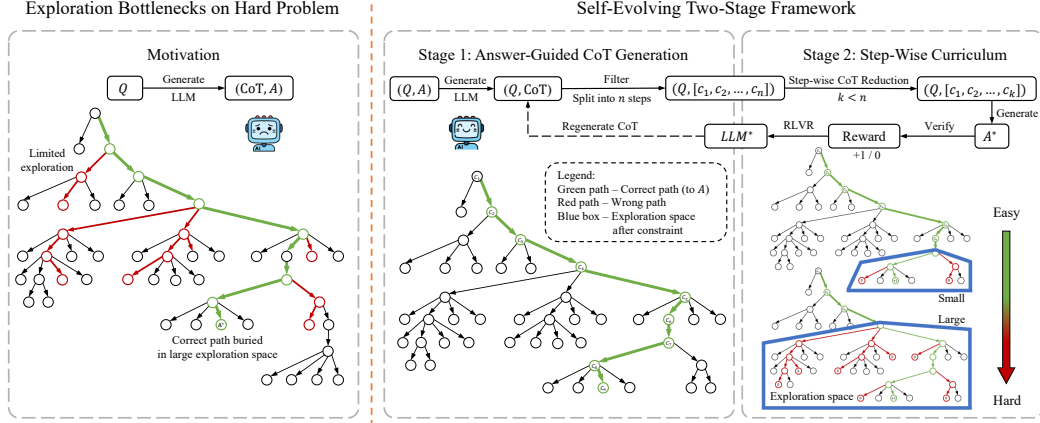 Exploration Bottlenecks on Hard Problem
Motivation
Q
Generate
LLM
(CoT, A)
Limited
exploration
A*
Correct path buried
in large exploration space
Self-Evolving Two-Stage Framework
Stage 1: Answer-Guided CoT Generation
(Q, A)
Generate
LLM
(Q, CoT)
Filter
Split into n steps
(Q, [c₁, c₂, …, cₙ])
Regenerate CoT
LLM*
Legend:
Green path – Correct path (to A)
Red path – Wrong path
Blue box – Exploration space
after constraint
Stage 2: Step-Wise Curriculum
Step-wise CoT Reduction
k < n
(Q, [c₁, c₂, …, cₖ])
Generate
A*
Verify
Reward
+1 / 0
RLVR
Small
Large
Exploration space
Easy
Hard